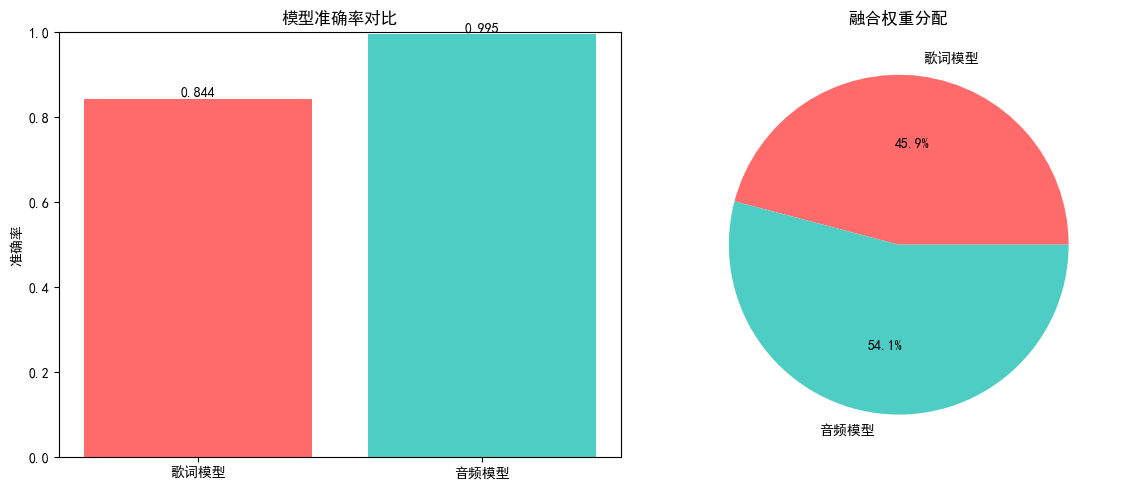 模型准确率对比
0.995
1.0
0.844
0.8
0.6
准确率
0.4
0.2
0.0
歌词模型
音频模型
融合权重分配
歌词模型
45.9%
54.1%
音频模型